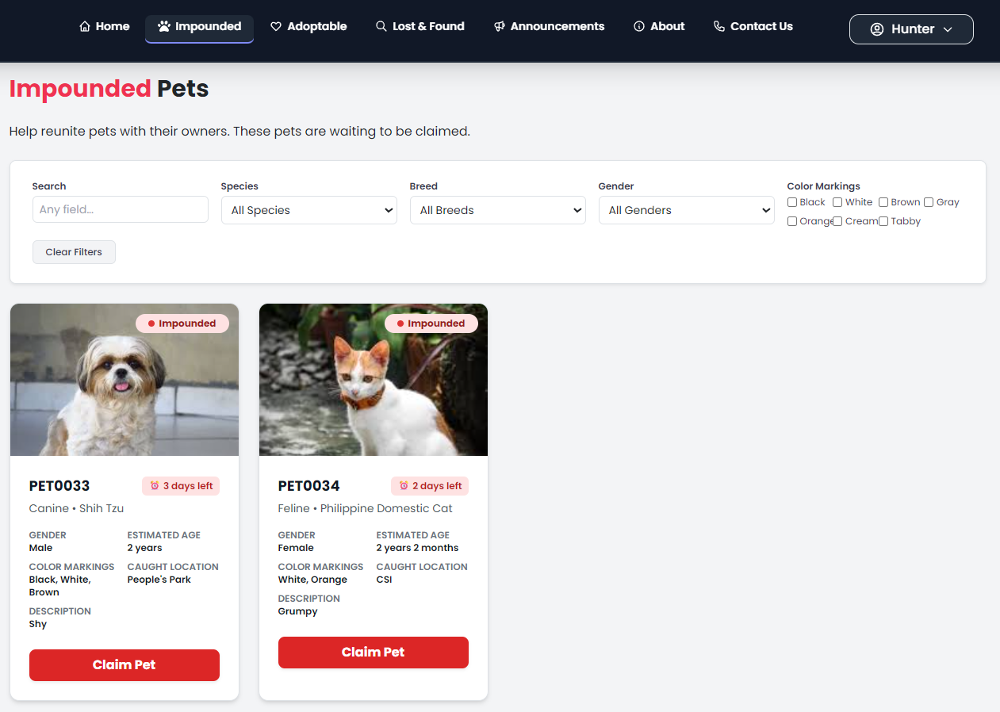 Home Impounded Adoptable Lost & Found Announcements About Contact Us Hunter
Impounded Pets
Help reunite pets with their owners. These pets are waiting to be claimed.
Search Species Breed Gender Color Markings
Any field... All Species All Breeds All Genders
Black White Brown Gray
Orange Cream Tabby
Clear Filters
Impounded
PET0033 3 days left
Canine • Shih Tzu
GENDER ESTIMATED AGE
Male 2 years
COLOR MARKINGS CAUGHT LOCATION
Black, White, People's Park
Brown
DESCRIPTION
Shy
Claim Pet
Impounded
PET0034 2 days left
Feline • Philippine Domestic Cat
GENDER ESTIMATED AGE
Female 2 years 2 months
COLOR MARKINGS CAUGHT LOCATION
White, Orange CSI
DESCRIPTION
Grumpy
Claim Pet